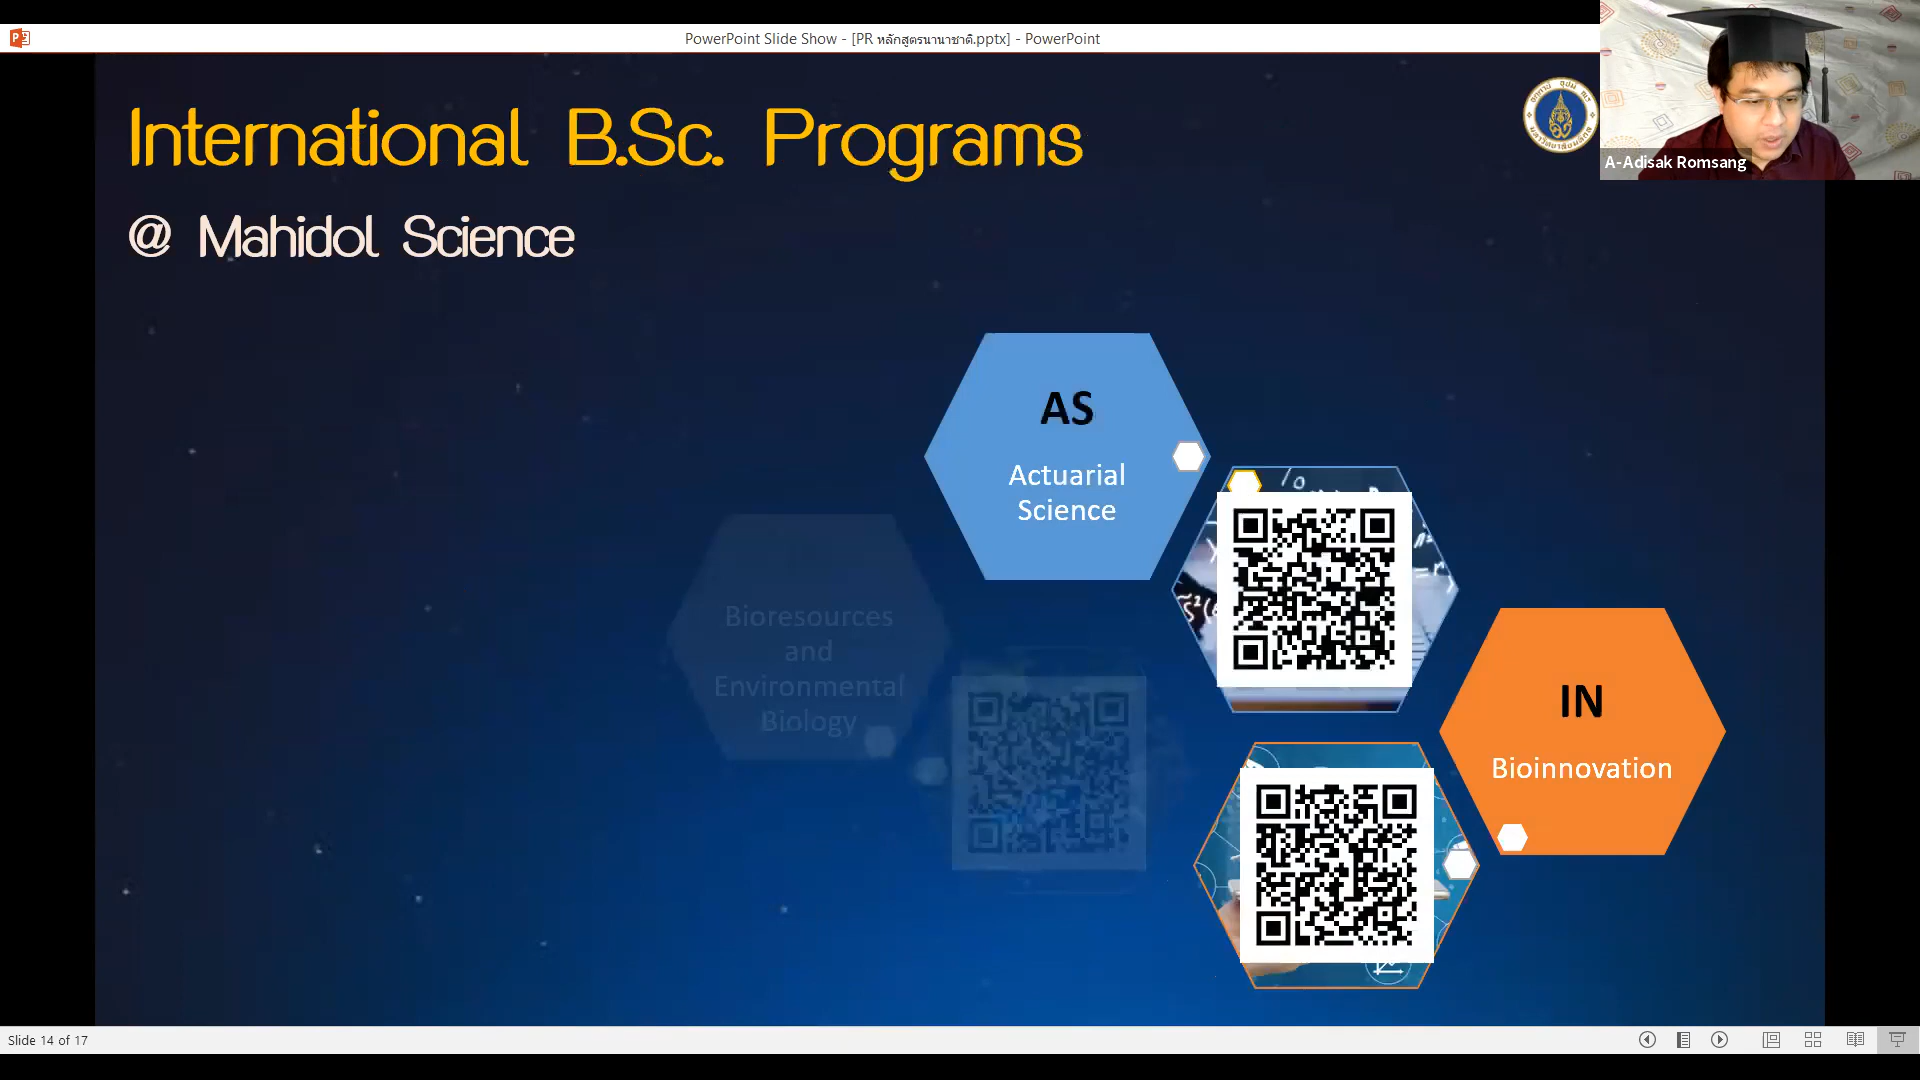 PowerPoint Slide Show - [PR หลักสูตรนานาชาติ.pptx] - PowerPoint
International B.Sc. Programs
@ Mahidol Science
A-Adisak Romsang
AS
Actuarial
Science
Bioresources
and
Environmental
Biology
IN
Bioinnovation
Slide 14 of 17